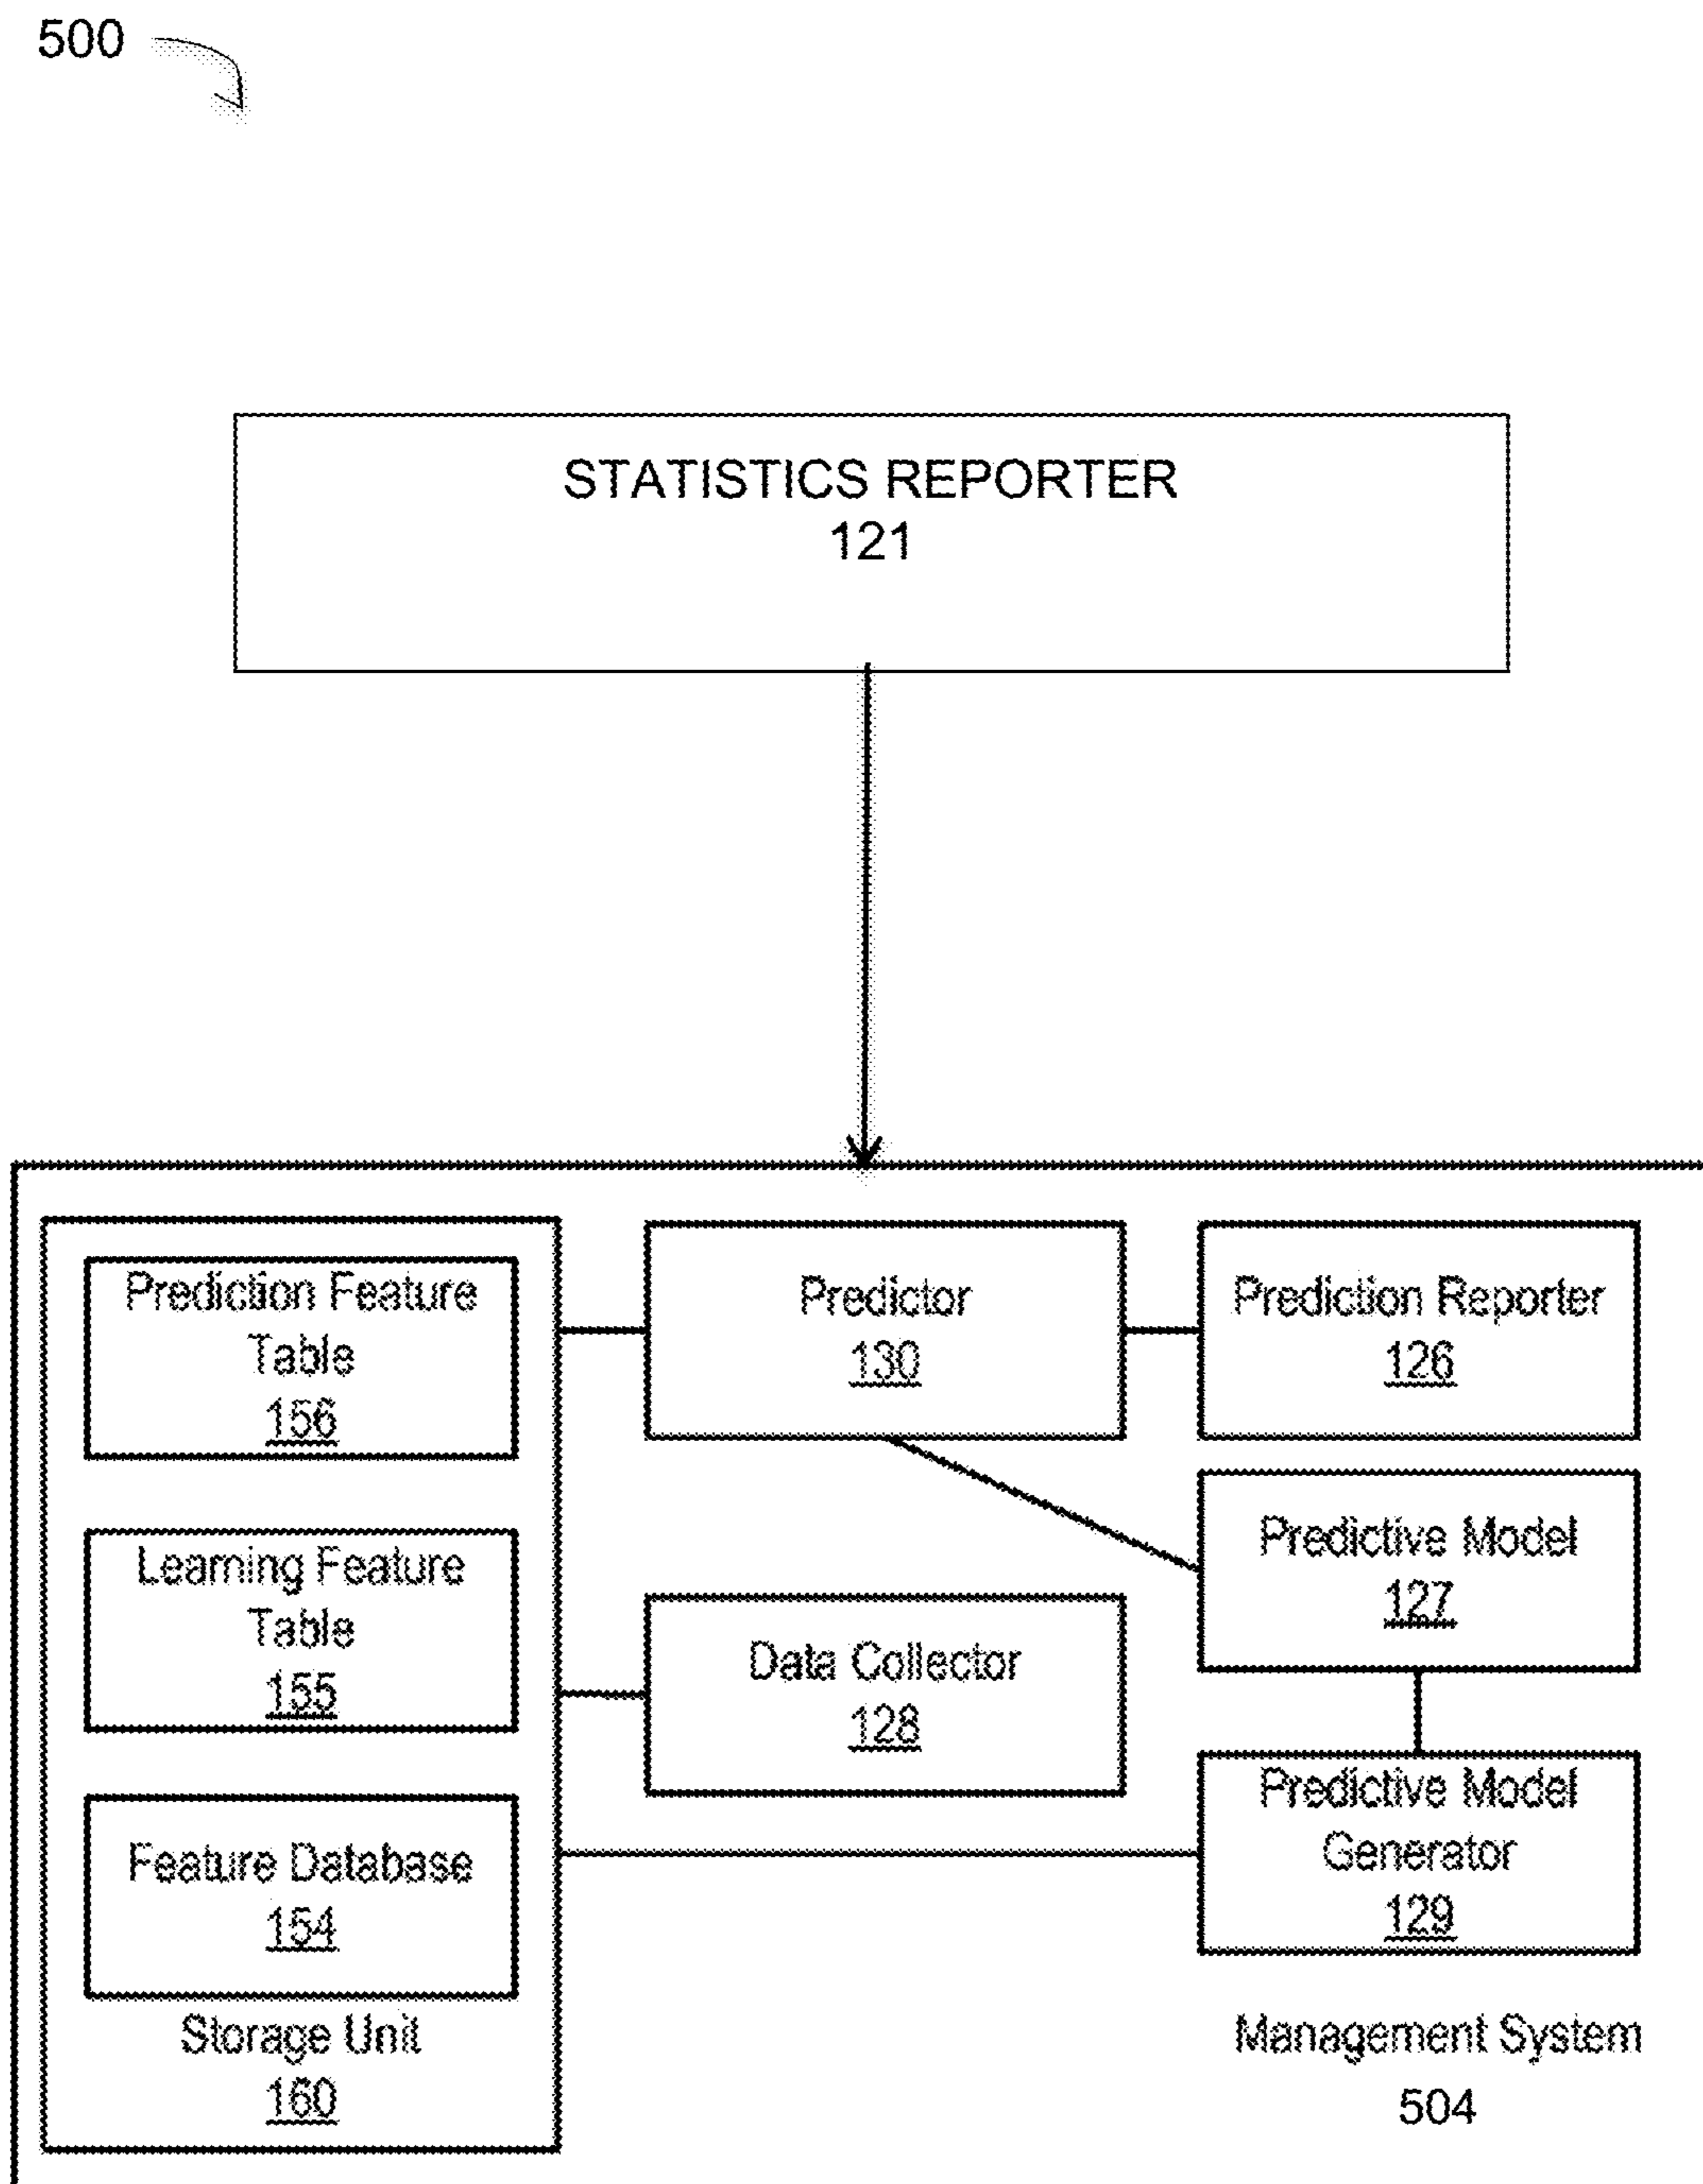 500
STATISTICS REPORTER
121
Prediction Feature
Table
156
Learning Feature
Table
155
Feature Database
154
Storage Unit
160
Predictor
130
Data Collector
128
Prediction Reporter
126
Predictive Model
127
Predictive Model
Generator
129
Management System
504